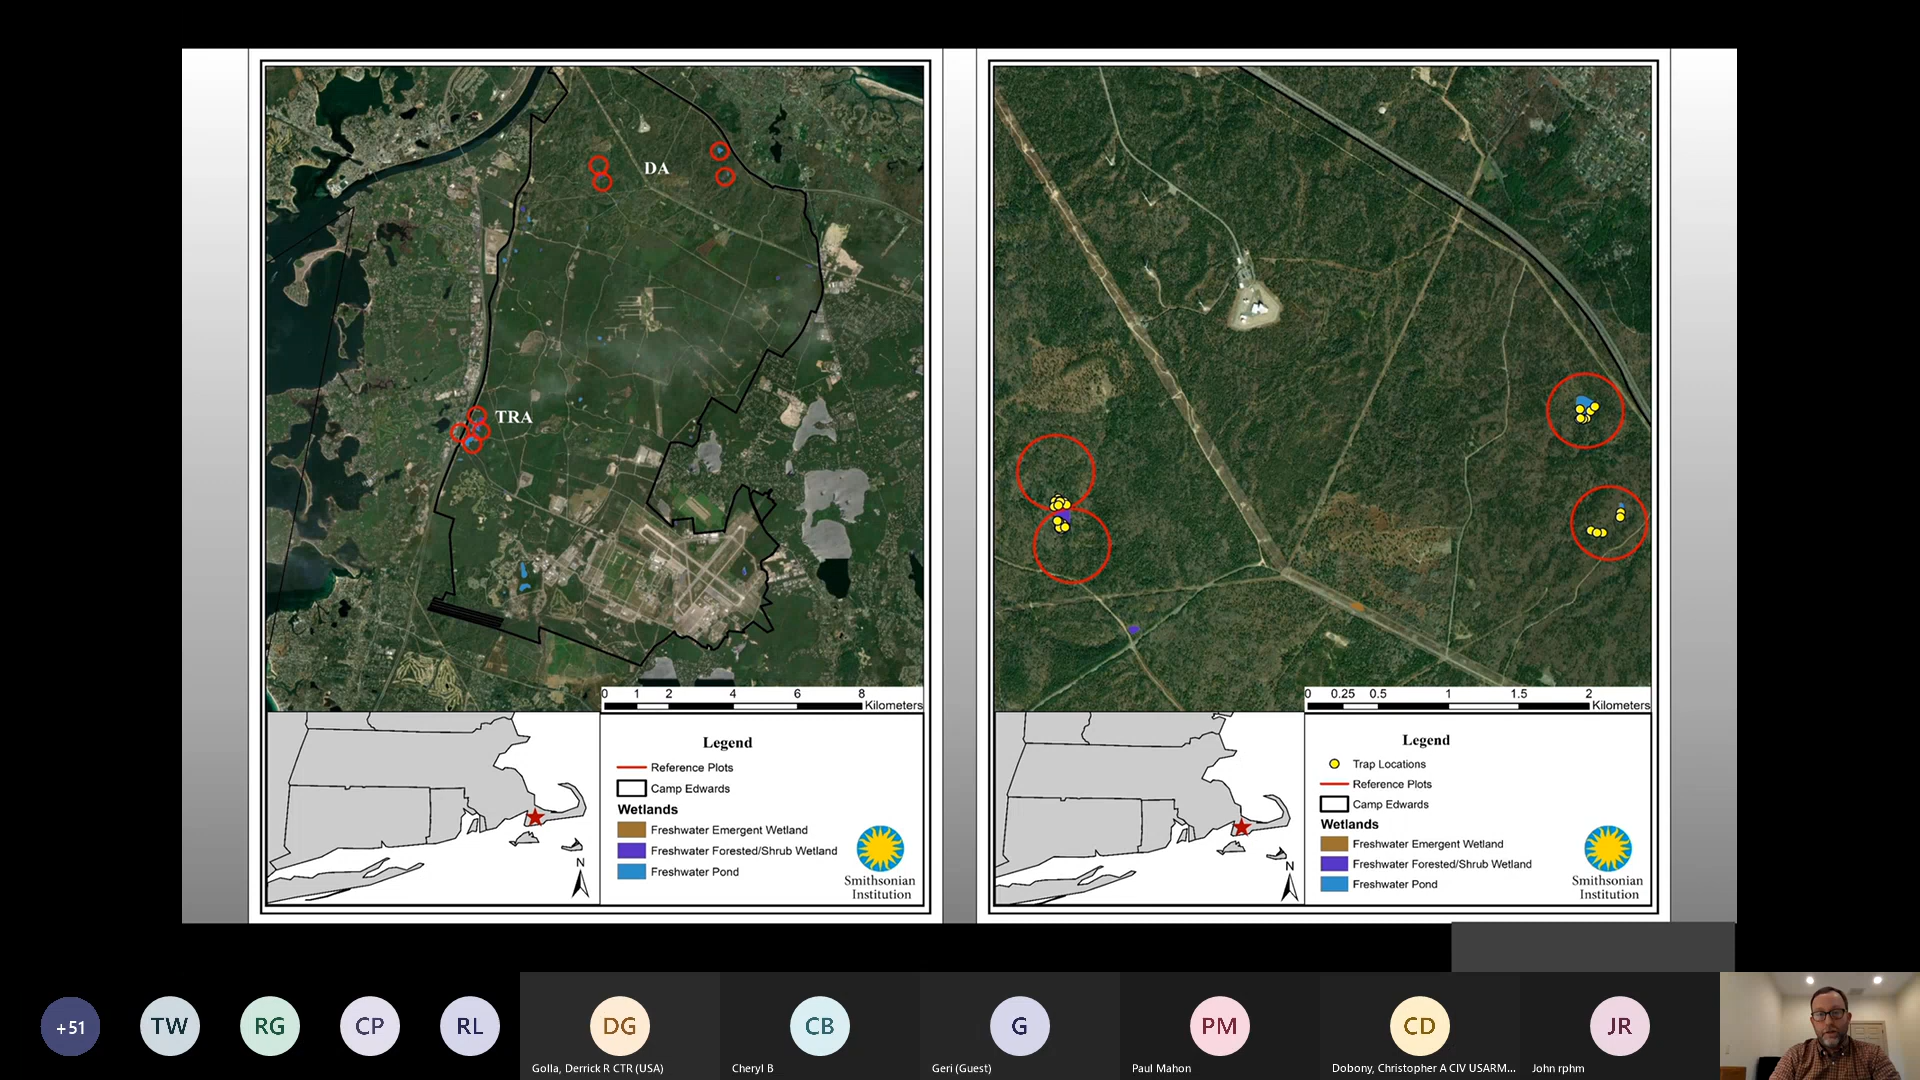 DA
TRA
0 1 2 4 6 8
Kilometers
Legend
Reference Plots
Camp Edwards
Wetlands
Freshwater Emergent Wetland
Freshwater Forested/Shrub Wetland
Freshwater Pond
N
Smithsonian
Institution
0 0.25 0.5 1 1.5 2
Kilometers
Legend
Trap Locations
Reference Plots
Camp Edwards
Wetlands
Freshwater Emergent Wetland
Freshwater Forested/Shrub Wetland
Freshwater Pond
N
Smithsonian
Institution
+51
TW
RG
CP
RL
DG
Golla, Derrick R CTR (USA)
CB
Cheryl B
G
Geri (Guest)
PM
Paul Mahon
CD
Dobony, Christopher A CIV USARM...
JR
John rphm